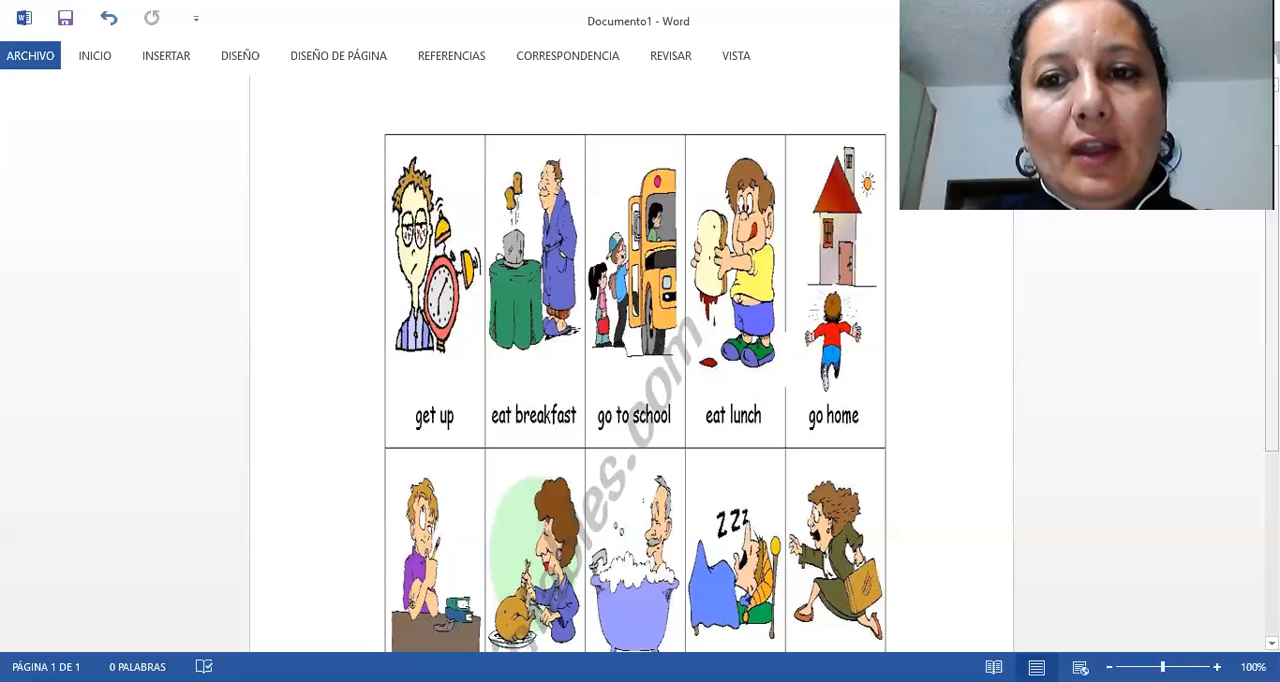 Documento1 - Word
ARCHIVO INICIO INSERTAR DISEÑO DISEÑO DE PÁGINA REFERENCIAS CORRESPONDENCIA REVISAR VISTA
get up eat breakfast go to school eat lunch go home
zzz
PÁGINA 1 DE 1 0 PALABRAS 100%